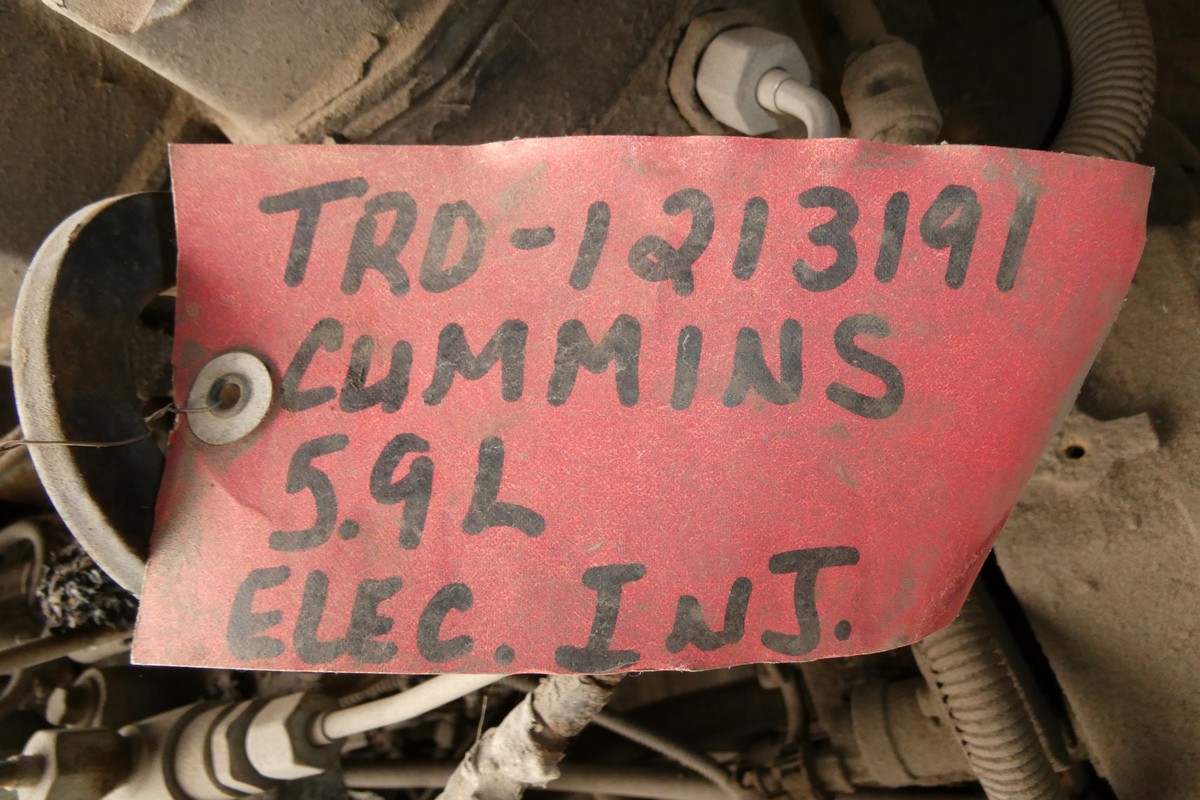 TRD-1213191
CUMMINS
5.9L
ELEC. INJ.